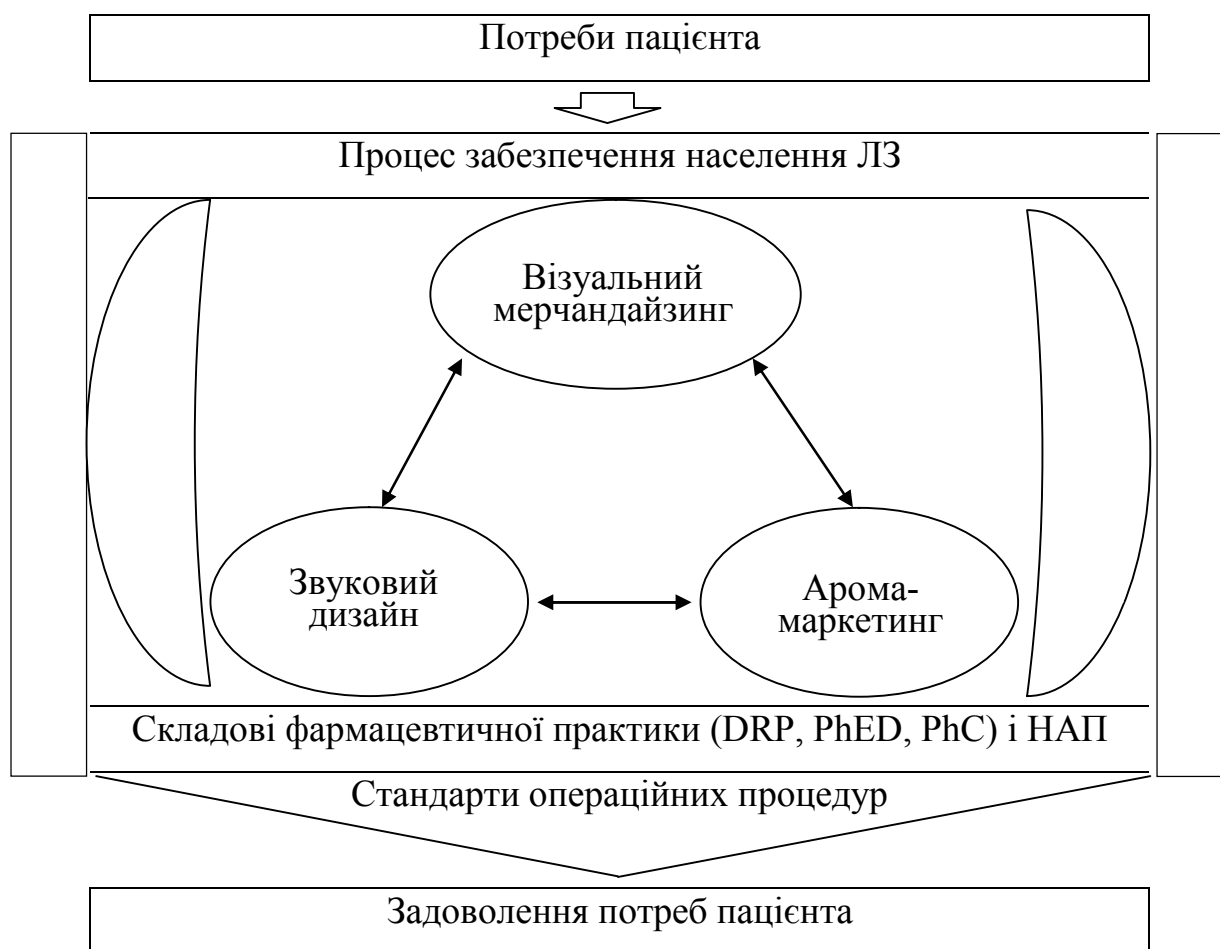 Потреби пацієнта
Процес забезпечення населення ЛЗ
Візуальний
мерчандайзинг
Звуковий
дизайн
Арома-
маркетинг
Складові фармацевтичної практики (DRP, PhED, PhC) і НАП
Стандарти операційних процедур
Задоволення потреб пацієнта